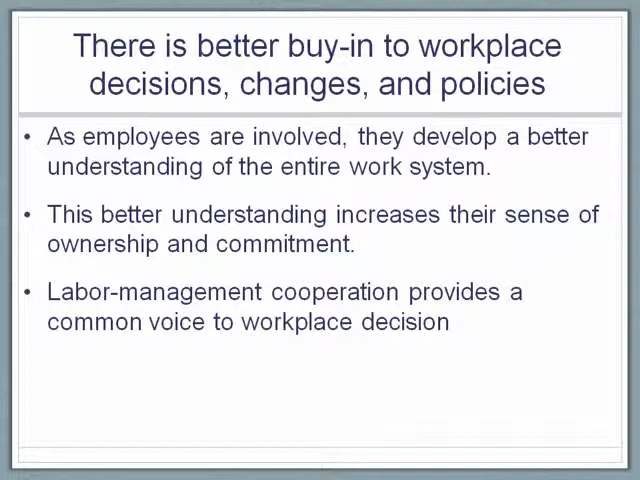 There is better buy-in to workplace
decisions, changes, and policies
• As employees are involved, they develop a better
understanding of the entire work system.
• This better understanding increases their sense of
ownership and commitment.
• Labor-management cooperation provides a
common voice to workplace decision